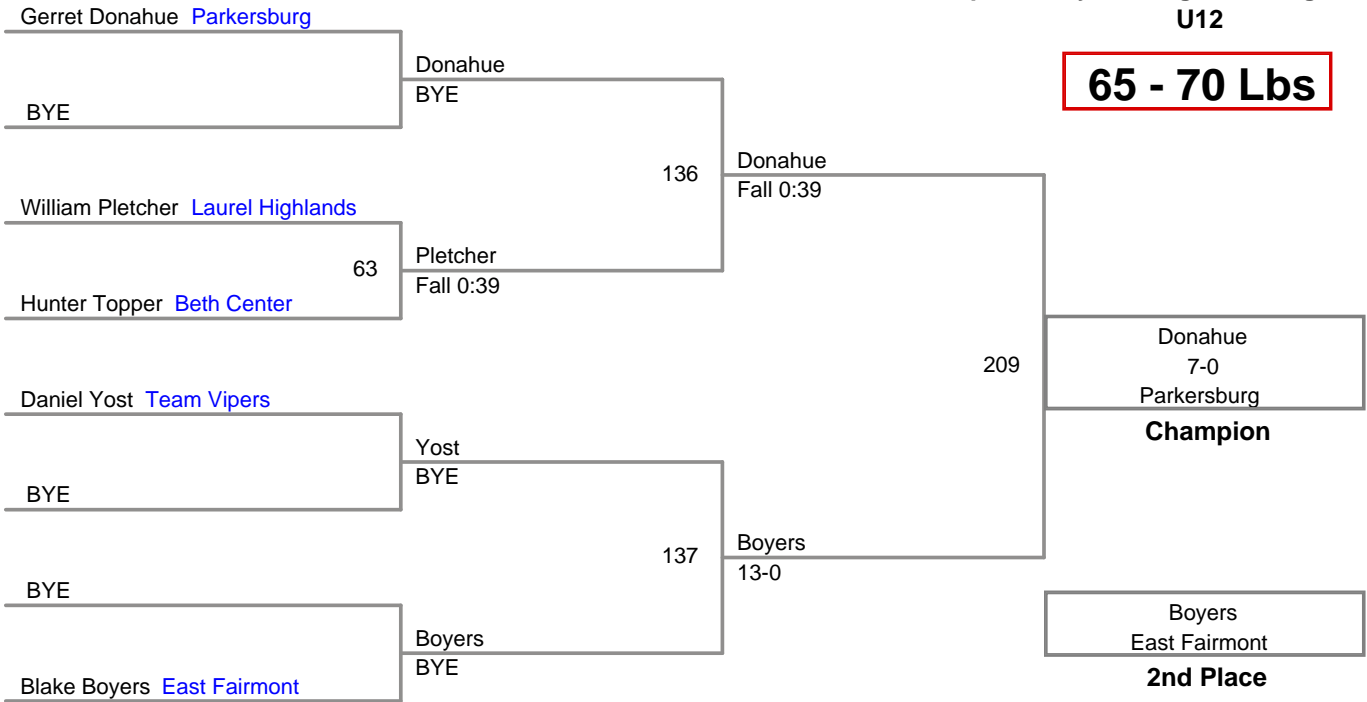 U12
65 - 70 Lbs
Gerret Donahue Parkersburg
BYE
Donahue
BYE
William Pletcher Laurel Highlands
63
Hunter Topper Beth Center
Pletcher
Fall 0:39
136
Donahue
Fall 0:39
Daniel Yost Team Vipers
BYE
Yost
BYE
BYE
Blake Boyers East Fairmont
Boyers
BYE
137
Boyers
13-0
209
Donahue
7-0
Parkersburg
Champion
Boyers
East Fairmont
2nd Place